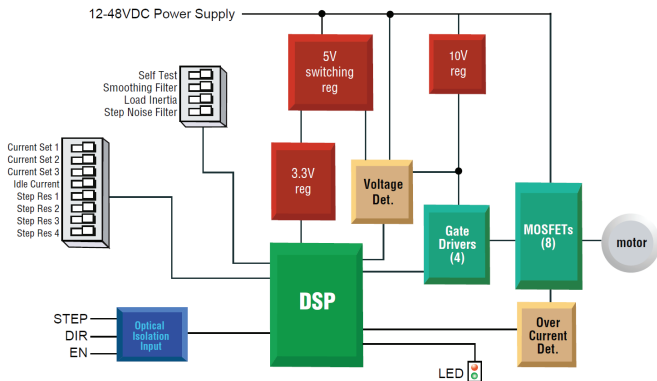 12-48VDC Power Supply
5V
switching
reg
10V
reg
Self Test
Smoothing Filter
Load Inertia
Step Noise Filter
Current Set 1
Current Set 2
Current Set 3
Idle Current
Step Res 1
Step Res 2
Step Res 3
Step Res 4
3.3V
reg
Voltage
Det.
Gate
Drivers
(4)
MOSFETs
(8)
motor
DSP
STEP
DIR
EN
Optical
Isolation
Input
Over
Current
Det.
LED